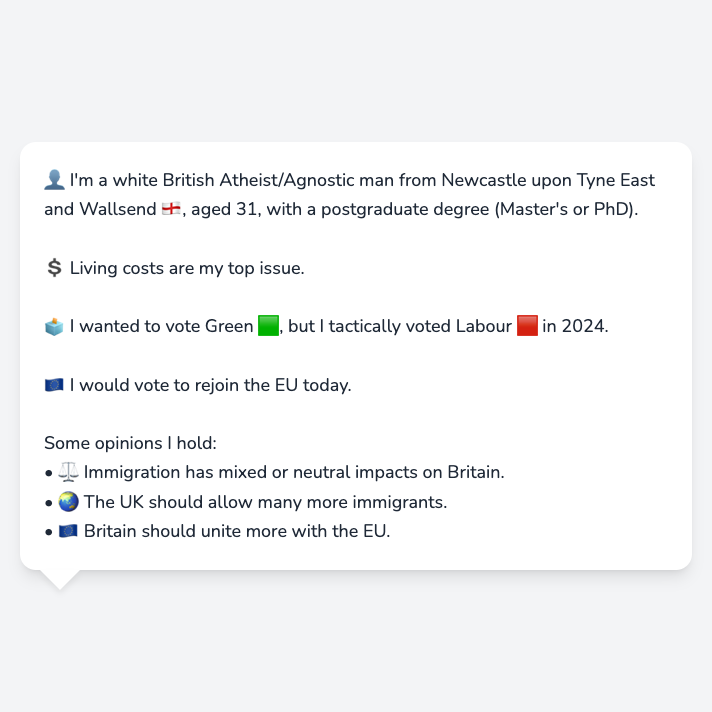 👤 I'm a white British Atheist/Agnostic man from Newcastle upon Tyne East
and Wallsend 🏴󠁧󠁢󠁥󠁮󠁧󠁿, aged 31, with a postgraduate degree (Master's or PhD).
💲 Living costs are my top issue.
🗳️ I wanted to vote Green 🟩, but I tactically voted Labour 🟥 in 2024.
🇪🇺 I would vote to rejoin the EU today.
Some opinions I hold:
• ⚖️ Immigration has mixed or neutral impacts on Britain.
• 🌏 The UK should allow many more immigrants.
• 🇪🇺 Britain should unite more with the EU.